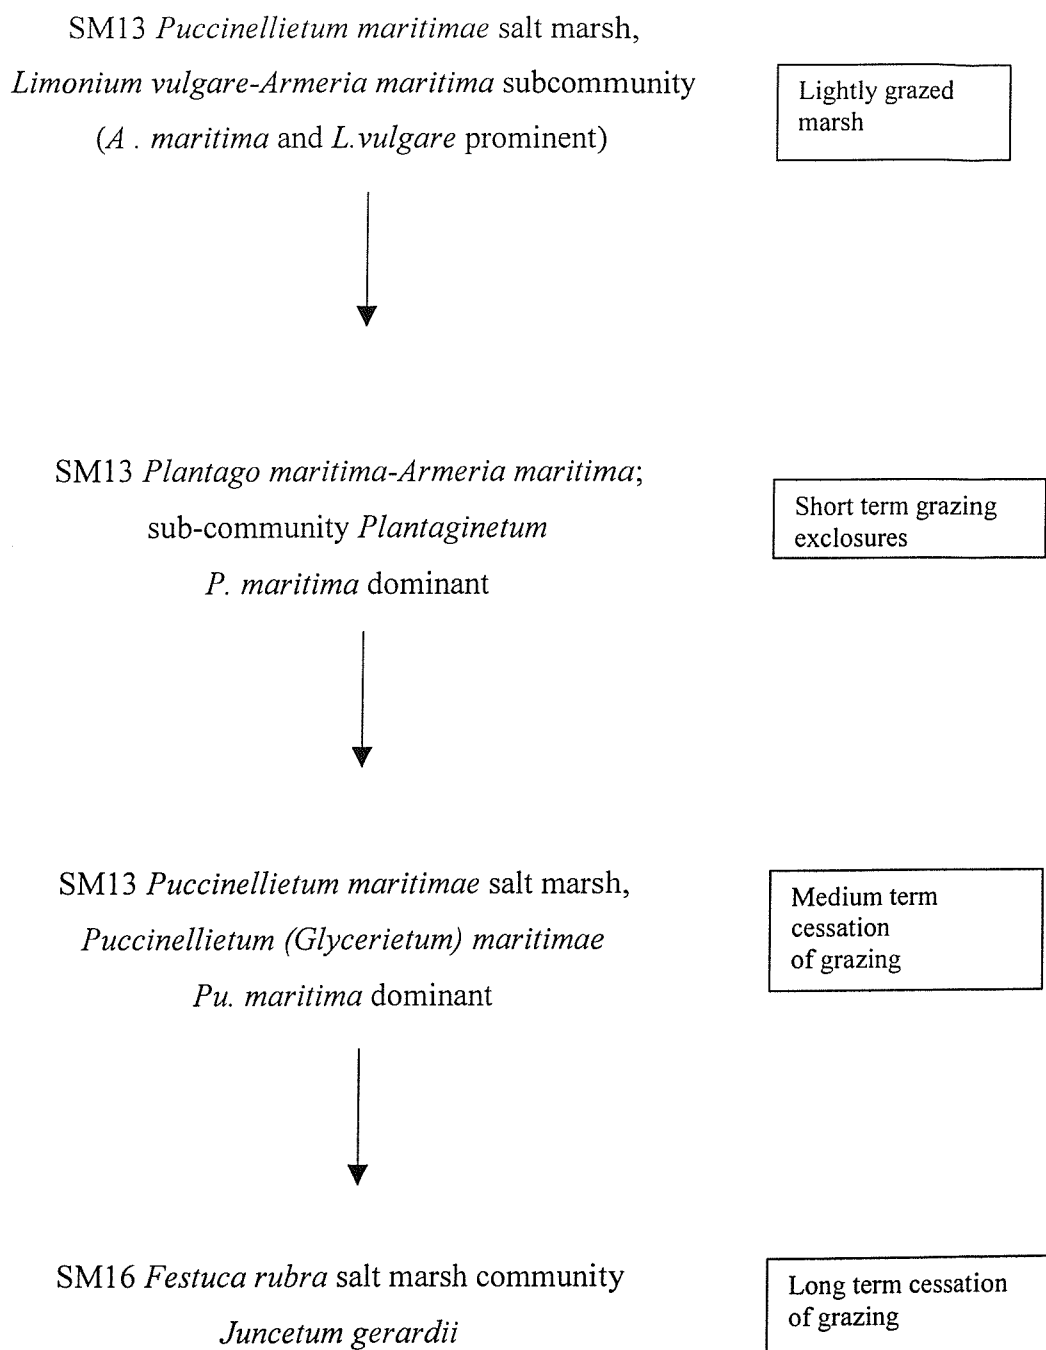 SM13 Puccinellietum maritimae salt marsh,
Limonium vulgare-Armeria maritima subcommunity
(A . maritima and L.vulgare prominent)
Lightly grazed
marsh
SM13 Plantago maritima-Armeria maritima;
sub-community Plantaginetum
P. maritima dominant
Short term grazing
exclosures
SM13 Puccinellietum maritimae salt marsh,
Puccinellietum (Glycerietum) maritimae
Pu. maritima dominant
Medium term
cessation
of grazing
SM16 Festuca rubra salt marsh community
Juncetum gerardii
Long term cessation
of grazing